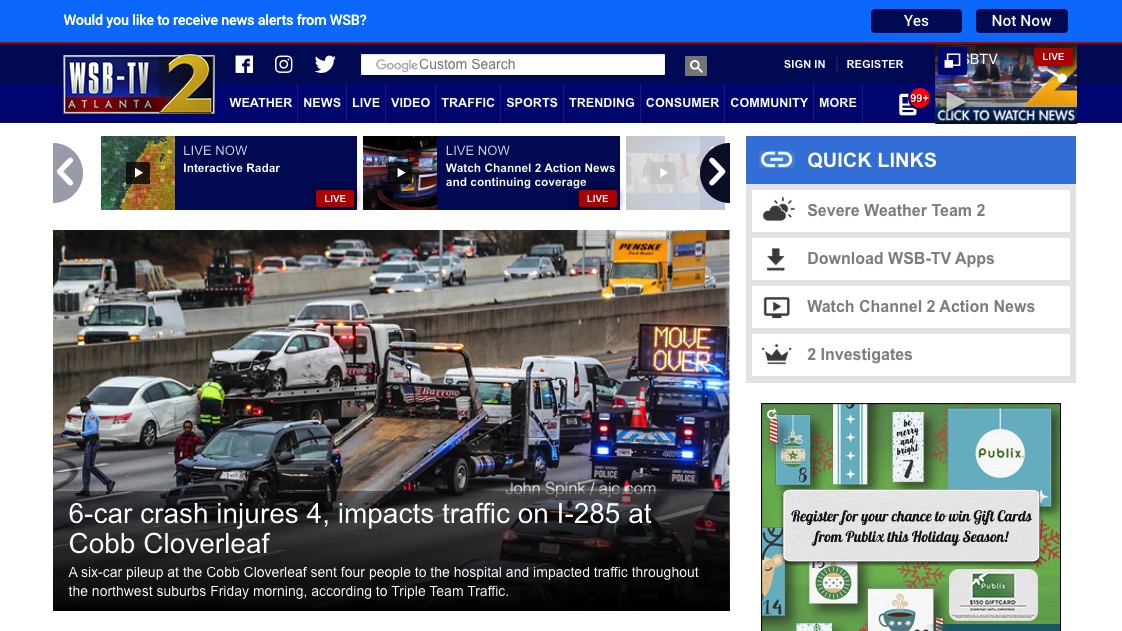 Would you like to receive news alerts from WSB?
Yes
Not Now
WSB-TV 2
ATLANTA
Google Custom Search
SIGN IN
REGISTER
SBTV
LIVE
CLICK TO WATCH NEWS
WEATHER
NEWS
LIVE
VIDEO
TRAFFIC
SPORTS
TRENDING
CONSUMER
COMMUNITY
MORE
99+
LIVE NOW
Interactive Radar
LIVE
LIVE NOW
Watch Channel 2 Action News
and continuing coverage
LIVE
PENSKE
MOVE
OVER
Burrows
POLICE
POLICE
John Spink / ajc.com
6-car crash injures 4, impacts traffic on I-285 at
Cobb Cloverleaf
A six-car pileup at the Cobb Cloverleaf sent four people to the hospital and impacted traffic throughout
the northwest suburbs Friday morning, according to Triple Team Traffic.
QUICK LINKS
Severe Weather Team 2
Download WSB-TV Apps
Watch Channel 2 Action News
2 Investigates
8
be
merry
and
bright
7
Publix.
Register for your chance to win Gift Cards
from Publix this Holiday Season!
14
Publix
$150 GIFTCARD